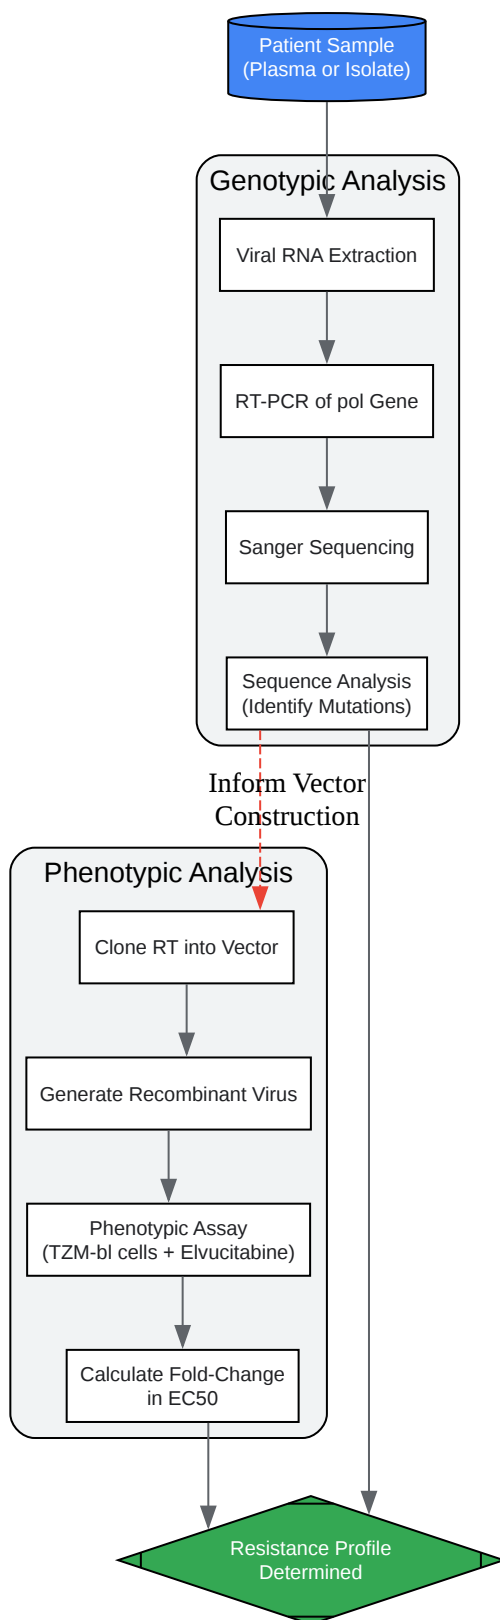 Patient Sample
(Plasma or Isolate)
Genotypic Analysis
Viral RNA Extraction
RT-PCR of pol Gene
Sanger Sequencing
Sequence Analysis
(Identify Mutations)
Inform Vector
Construction
Phenotypic Analysis
Clone RT into Vector
Generate Recombinant Virus
Phenotypic Assay
(TZM-bl cells + Elvucitabine)
Calculate Fold-Change
in EC50
Resistance Profile
Determined